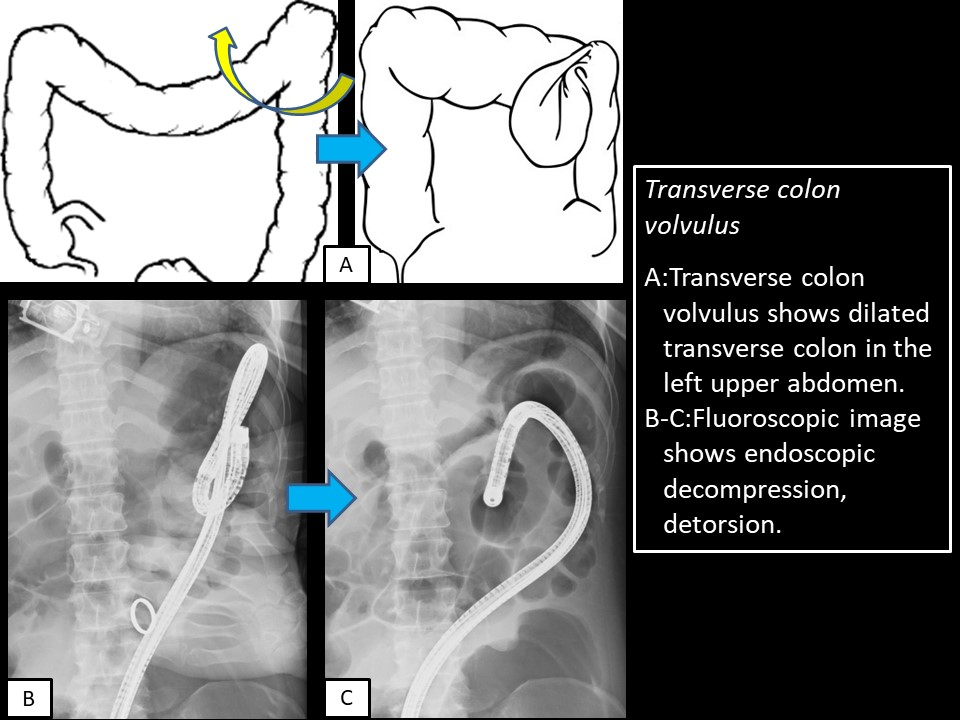 Transverse colon
volvulus
A:Transverse colon
volvulus shows dilated
transverse colon in the
left upper abdomen.
B-C:Fluoroscopic image
shows endoscopic
decompression,
detorsion.
A
B
C